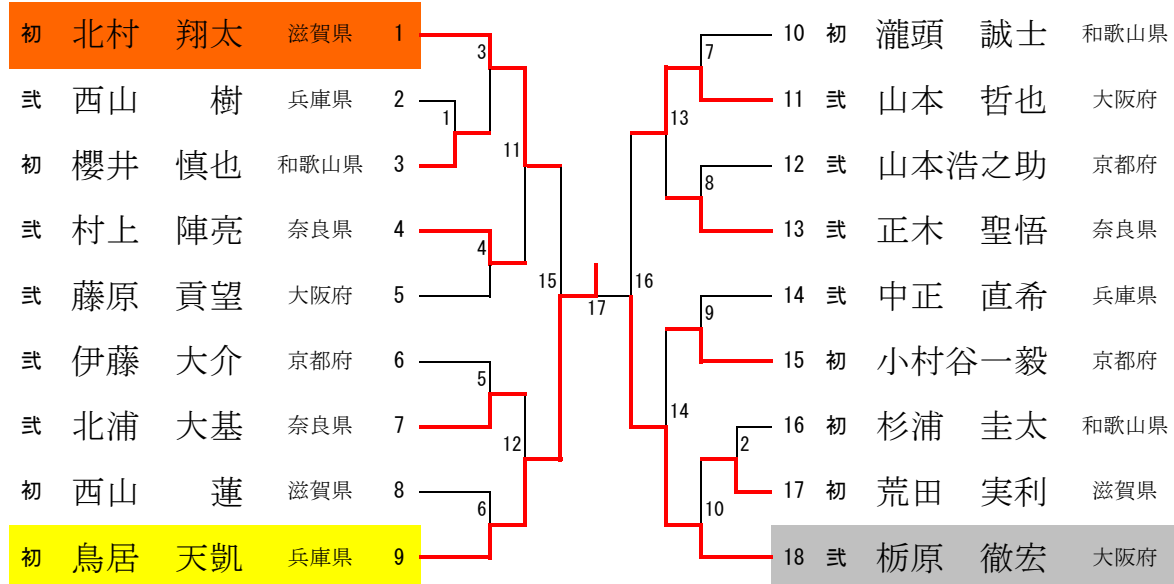 初 北村 翔太 滋賀県 1
弐 西山 樹 兵庫県 2
初 櫻井 慎也 和歌山県 3
弐 村上 陣亮 奈良県 4
弐 藤原 貢望 大阪府 5
弐 伊藤 大介 京都府 6
弐 北浦 大基 奈良県 7
初 西山 蓮 滋賀県 8
初 鳥居 天凱 兵庫県 9
3
1
11
4
15
5
12
6
17
7
13
8
16
9
14
2
10
10 初 瀧頭 誠士 和歌山県
11 弐 山本 哲也 大阪府
12 弐 山本浩之助 京都府
13 弐 正木 聖悟 奈良県
14 弐 中正 直希 兵庫県
15 初 小村谷一毅 京都府
16 初 杉浦 圭太 和歌山県
17 初 荒田 実利 滋賀県
18 弐 栃原 徹宏 大阪府